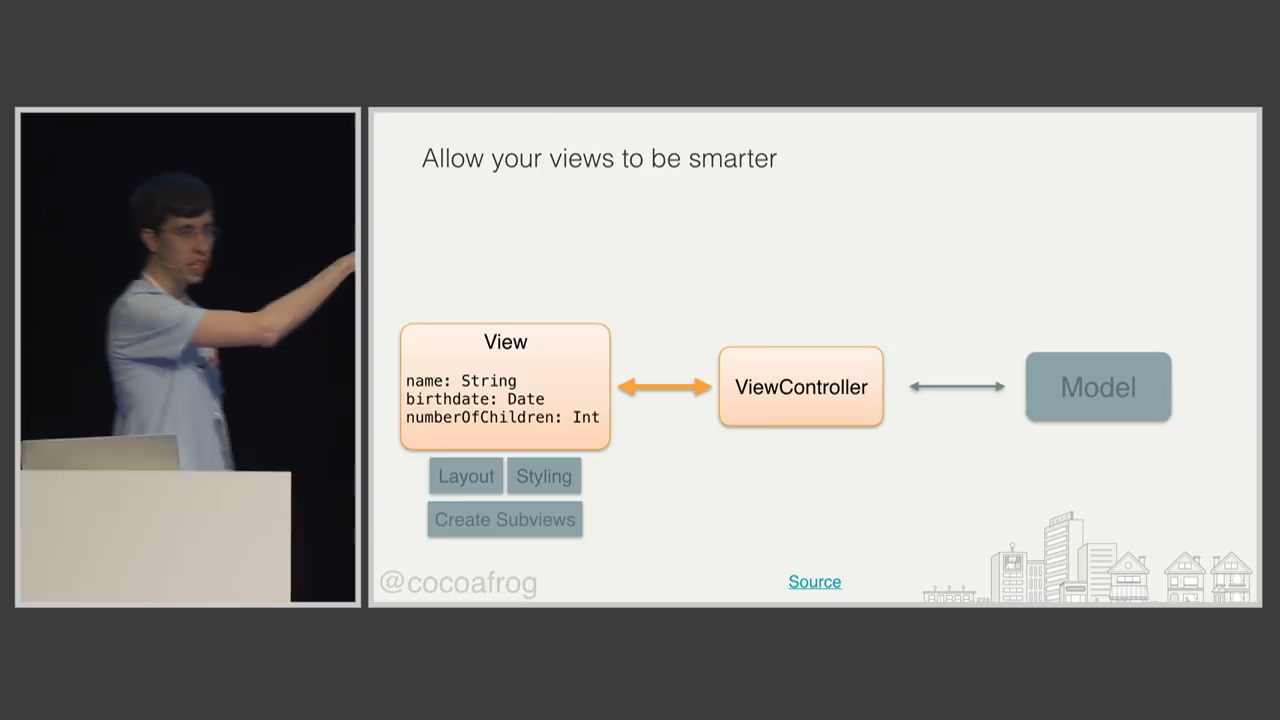 Allow your views to be smarter
View
name: String
birthdate: Date
numberOfChildren: Int
ViewController
Model
Layout
Styling
Create Subviews
@cocoafrog
Source